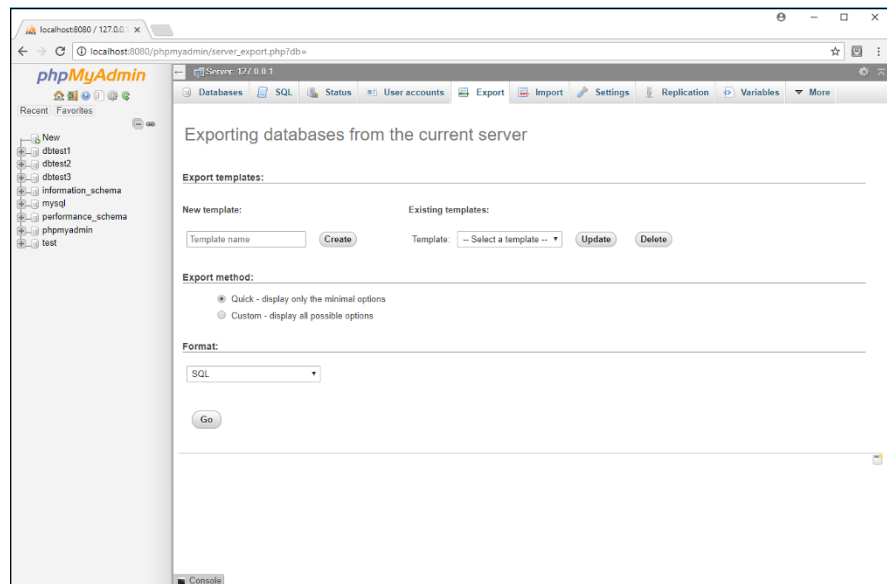 localhost:8080 / 127.0.0.
localhost:8080/phpmyadmin/server_export.php?db=
phpMyAdmin
Recent Favorites
New
dbtest1
dbtest2
dbtest3
information_schema
mysql
performance_schema
phpmyadmin
test
Server: 127.0.0.1
Databases SQL Status User accounts Export Import Settings Replication Variables More
Exporting databases from the current server
Export templates:
New template: Existing templates:
Template name Create Template: -- Select a template -- Update Delete
Export method:
Quick - display only the minimal options
Custom - display all possible options
Format:
SQL
Go
Console